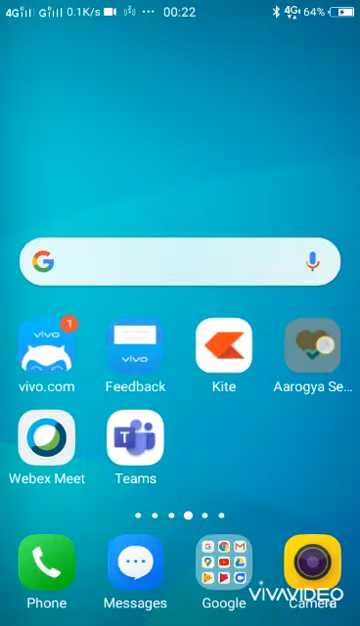 4G G 0.1K/s ··· 00:22 4G 64%
G
vivo 1 vivo
vivo.com Feedback Kite Aarogya Se...
T
Webex Meet Teams
G
Phone Messages Google Camera
VIVAVIDEO